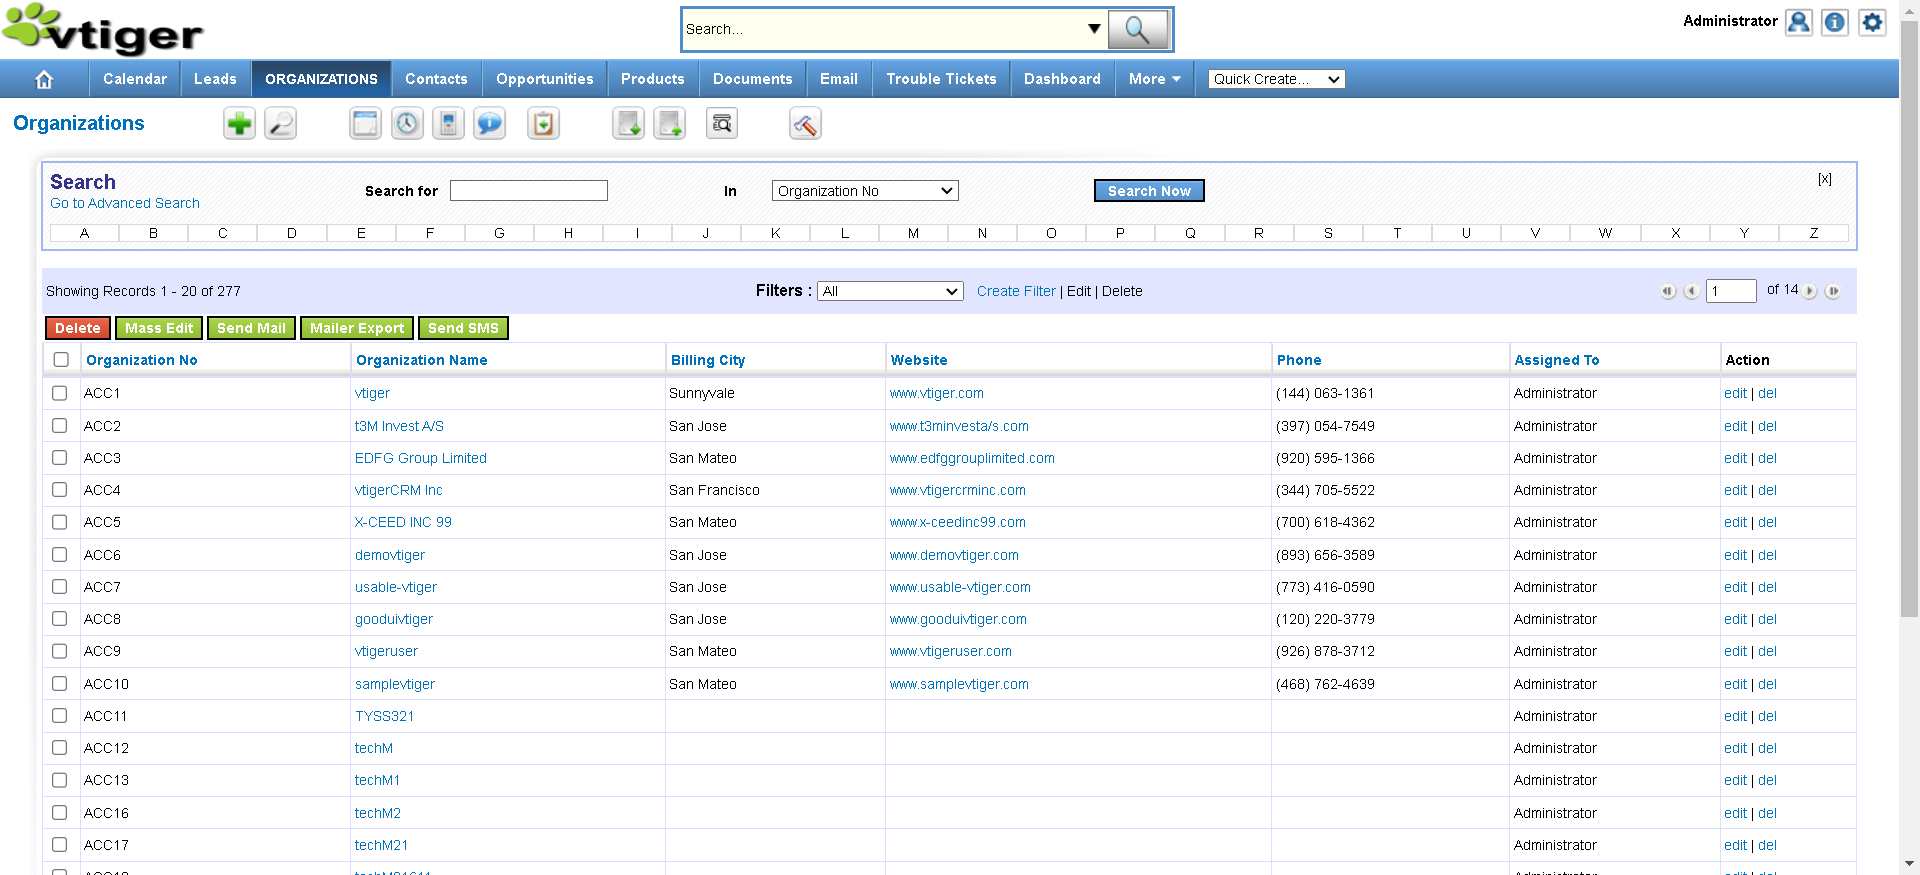 vtiger
Search...
Administrator
Calendar Leads ORGANIZATIONS Contacts Opportunities Products Documents Email Trouble Tickets Dashboard More Quick Create...
Organizations
Search
Go to Advanced Search
Search for In Organization No Search Now [X]
A B C D E F G H I J K L M N O P Q R S T U V W X Y Z
Showing Records 1 - 20 of 277 Filters : All Create Filter | Edit | Delete 1 of 14
Delete Mass Edit Send Mail Mailer Export Send SMS
Organization No Organization Name Billing City Website Phone Assigned To Action
ACC1 vtiger Sunnyvale www.vtiger.com (144) 063-1361 Administrator edit | del
ACC2 t3M Invest A/S San Jose www.t3minvesta/s.com (397) 054-7549 Administrator edit | del
ACC3 EDFG Group Limited San Mateo www.edfggrouplimited.com (920) 595-1366 Administrator edit | del
ACC4 vtigerCRM Inc San Francisco www.vtigercrminc.com (344) 705-5522 Administrator edit | del
ACC5 X-CEED INC 99 San Mateo www.x-ceedinc99.com (700) 618-4362 Administrator edit | del
ACC6 demovtiger San Jose www.demovtiger.com (893) 656-3589 Administrator edit | del
ACC7 usable-vtiger San Jose www.usable-vtiger.com (773) 416-0590 Administrator edit | del
ACC8 gooduivtiger San Jose www.gooduivtiger.com (120) 220-3779 Administrator edit | del
ACC9 vtigeruser San Mateo www.vtigeruser.com (926) 878-3712 Administrator edit | del
ACC10 samplevtiger San Mateo www.samplevtiger.com (468) 762-4639 Administrator edit | del
ACC11 TYSS321 Administrator edit | del
ACC12 techM Administrator edit | del
ACC13 techM1 Administrator edit | del
ACC16 techM2 Administrator edit | del
ACC17 techM21 Administrator edit | del